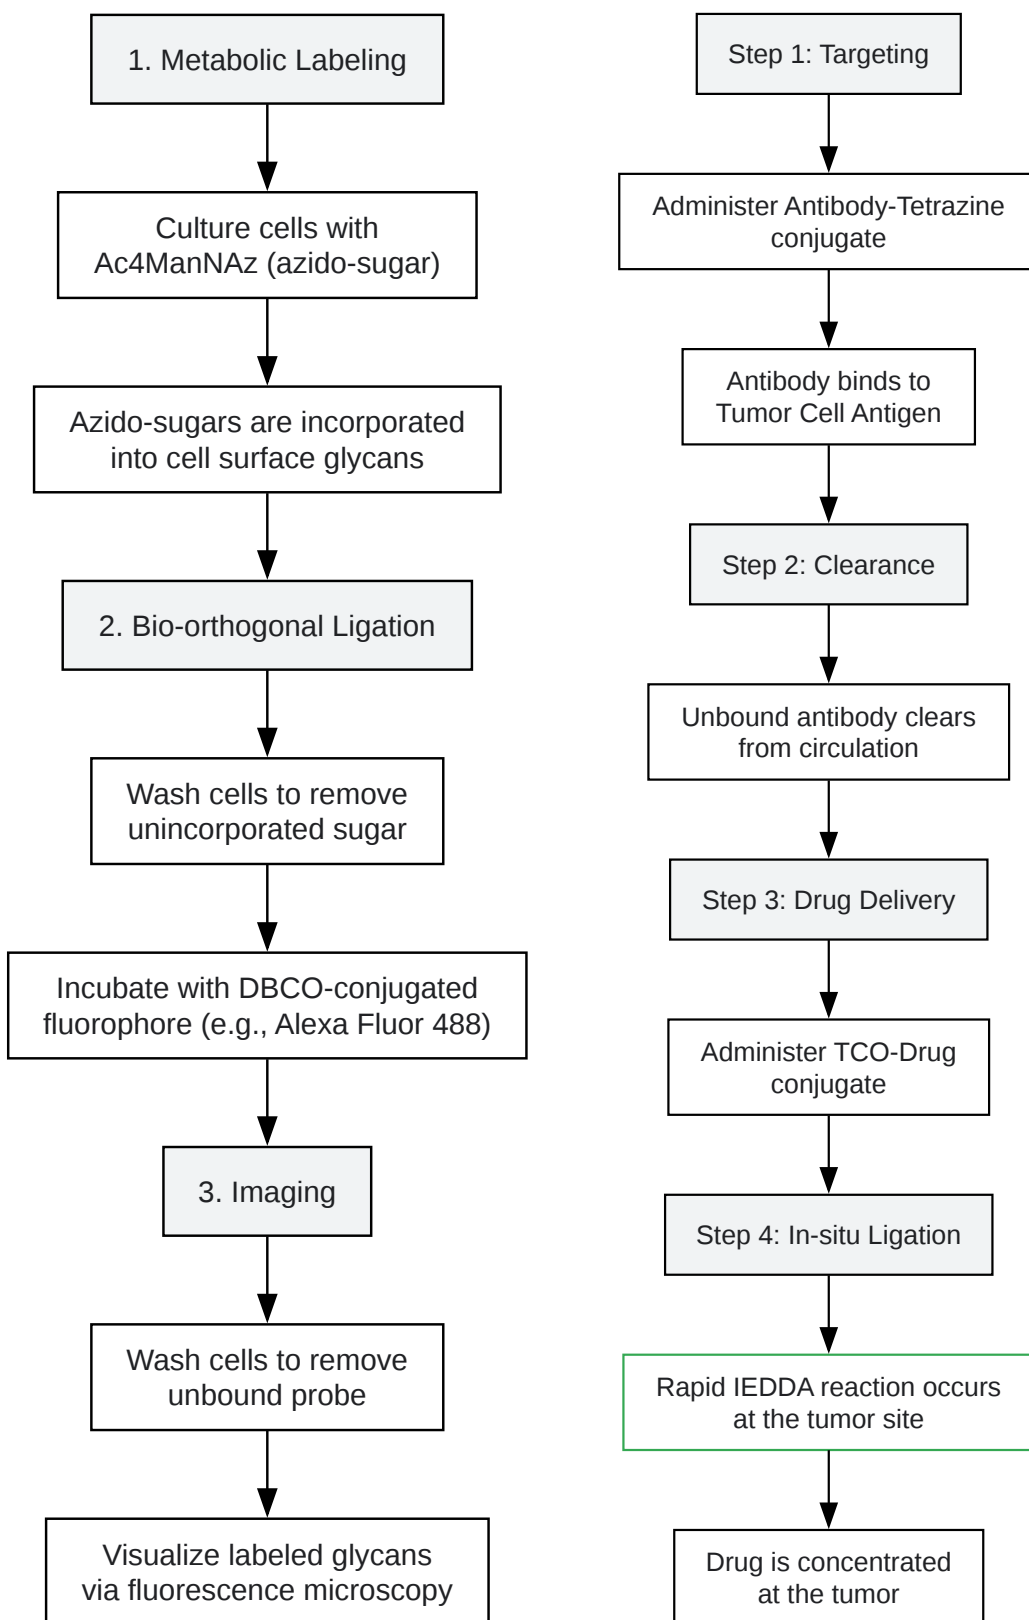 1. Metabolic Labeling
Culture cells with
Ac4ManNAz (azido-sugar)
Azido-sugars are incorporated
into cell surface glycans
2. Bio-orthogonal Ligation
Wash cells to remove
unincorporated sugar
Incubate with DBCO-conjugated
fluorophore (e.g., Alexa Fluor 488)
3. Imaging
Wash cells to remove
unbound probe
Visualize labeled glycans
via fluorescence microscopy
Step 1: Targeting
Administer Antibody-Tetrazine
conjugate
Antibody binds to
Tumor Cell Antigen
Step 2: Clearance
Unbound antibody clears
from circulation
Step 3: Drug Delivery
Administer TCO-Drug
conjugate
Step 4: In-situ Ligation
Rapid IEDDA reaction occurs
at the tumor site
Drug is concentrated
at the tumor